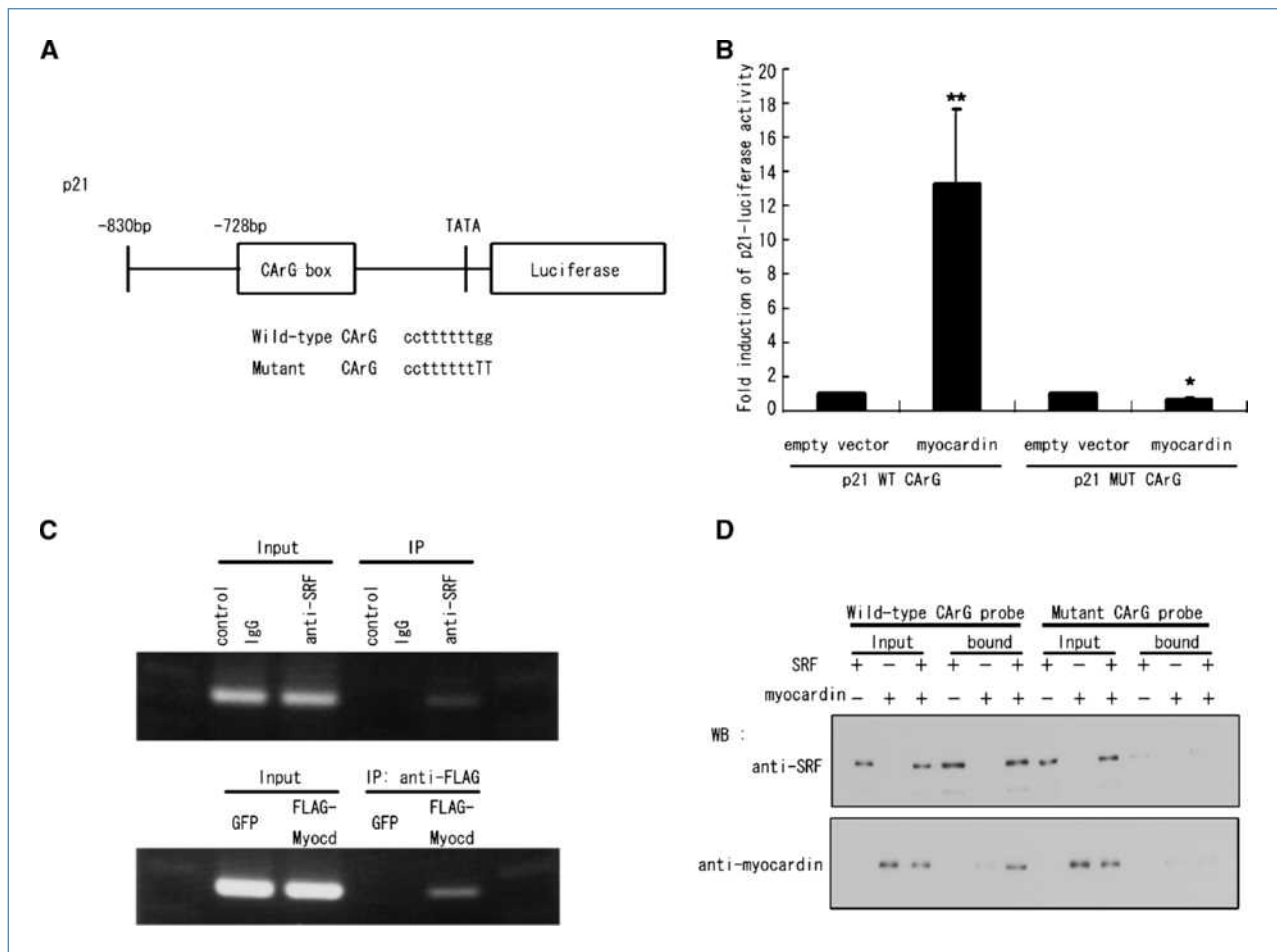 A
p21
-830bp
-728bp
TATA
CArG box
Luciferase
Wild-type CArG ccttttttgg
Mutant CArG ccttttttTT
B
Fold induction of p21-luciferase activity
20
18
16
14
12
10
8
6
4
2
0
**
*
empty vector
myocardin
empty vector
myocardin
p21 WT CArG
p21 MUT CArG
C
Input
IP
control IgG
anti-SRF
control IgG
anti-SRF
Input
IP: anti-FLAG
GFP
FLAG-
Myocd
GFP
FLAG-
Myocd
D
Wild-type CArG probe
Mutant CArG probe
Input
bound
Input
bound
SRF + - + + - + + - + + - +
myocardin - + + - + + - + + - + +
WB :
anti-SRF
anti-myocardin